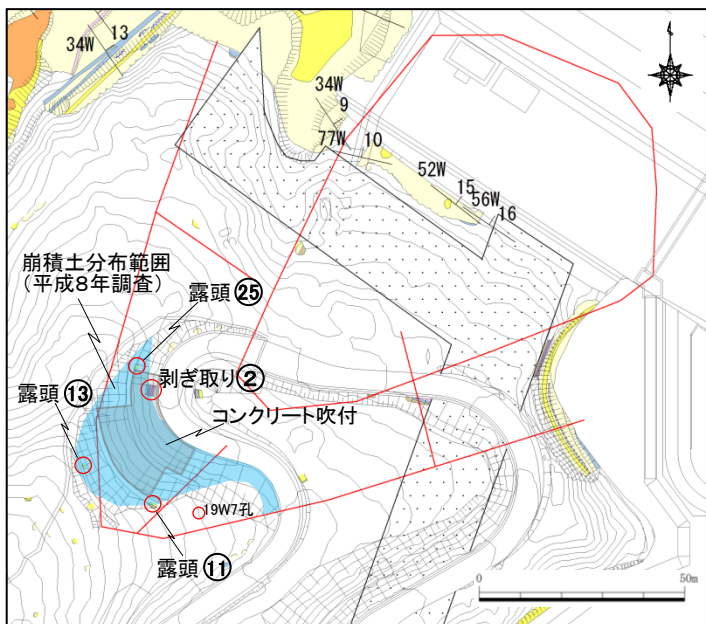 34W
13
34W
9
77W
10
52W
15
56W
16
崩積土分布範囲
(平成8年調査)
露頭㉕
剥ぎ取り②
露頭⑬
コンクリート吹付
19W7孔
露頭⑪
0
50m